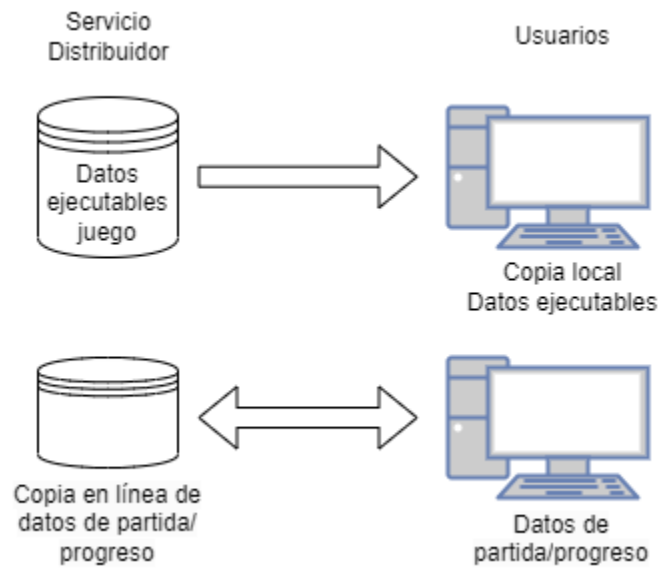 Servicio
Distribuidor
Usuarios
Datos
ejecutables
juego
Copia local
Datos ejecutables
Copia en línea de
datos de partida/
progreso
Datos de
partida/progreso